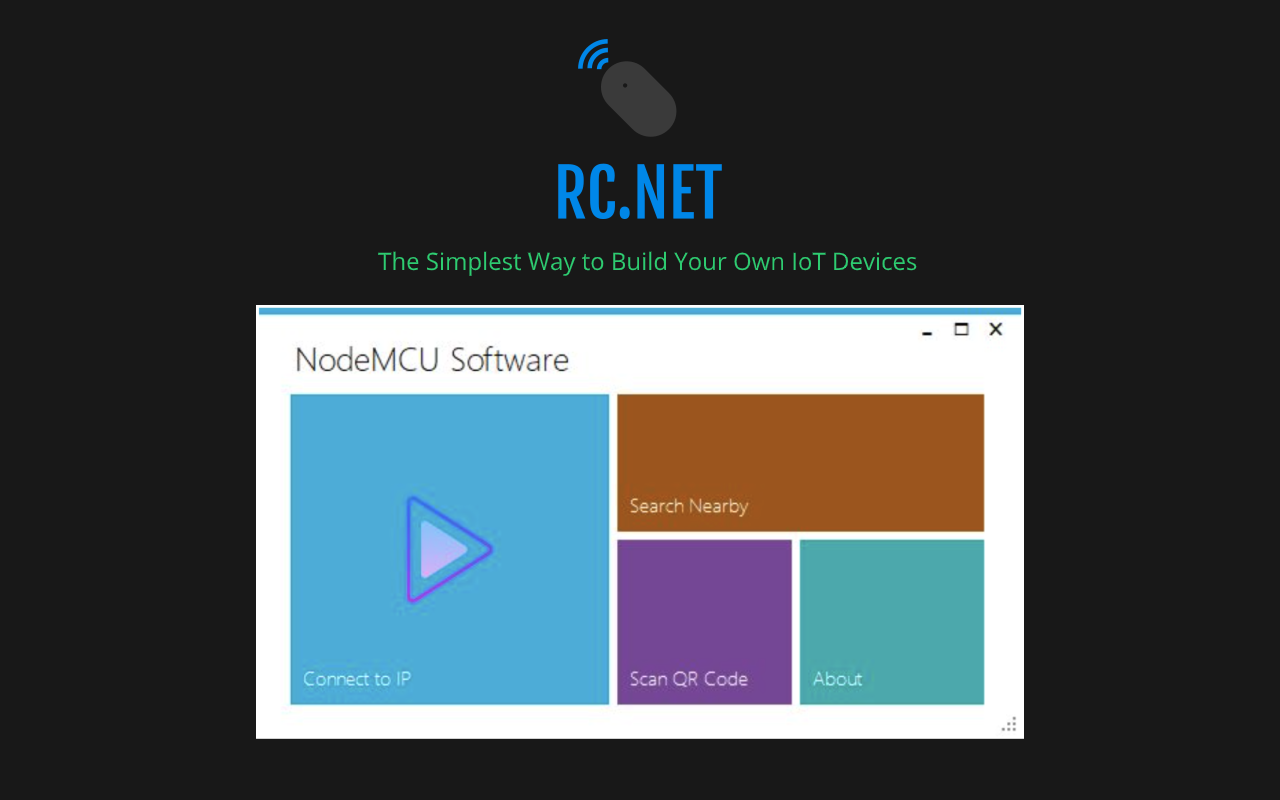 RC.NET
The Simplest Way to Build Your Own IoT Devices
NodeMCU Software
Search Nearby
Connect to IP
Scan QR Code
About